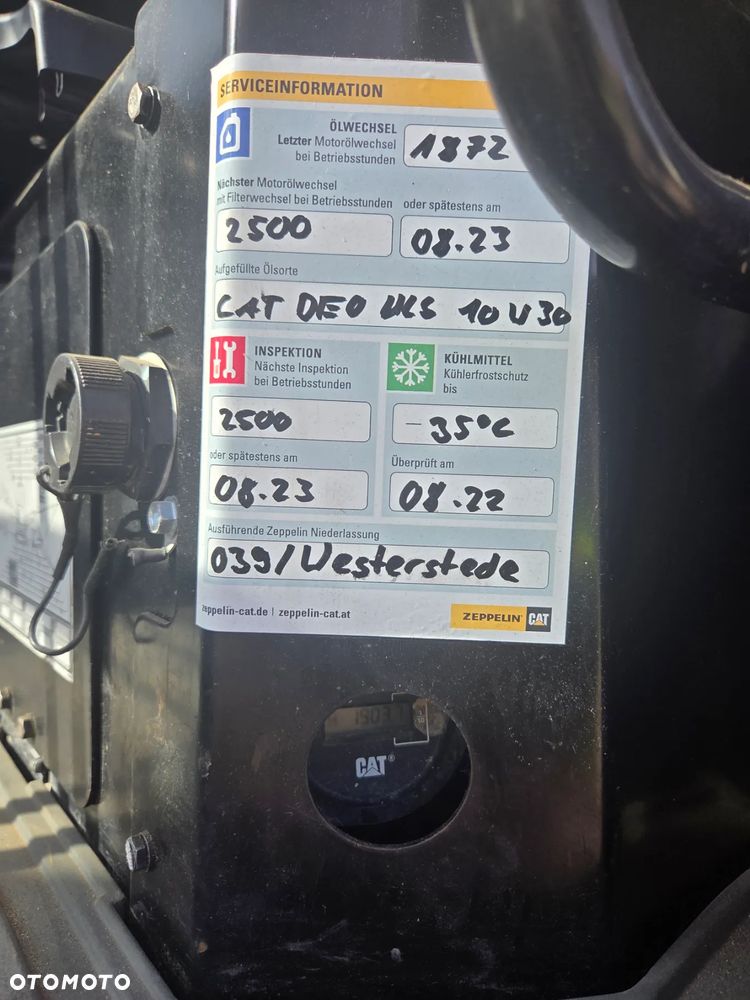 SERVICEINFORMATION
ÖLWECHSEL
Letzter Motorölwechsel
bei Betriebsstunden
1872
Nächster Motorölwechsel
mit Filterwechsel bei Betriebsstunden
oder spätestens am
2500
08.23
Aufgefüllte Ölsorte
CAT DEO ULS 10 W 30
INSPEKTION
Nächste Inspektion
bei Betriebsstunden
KÜHLMITTEL
Kühlerfrostschutz
bis
2500
-35°C
oder spätestens am
Überprüft am
08.23
08.22
Ausführende Zeppelin Niederlassung
039/Westerstede
zeppelin-cat.de | zeppelin-cat.at
ZEPPELIN CAT
CAT®
OTOMOTO